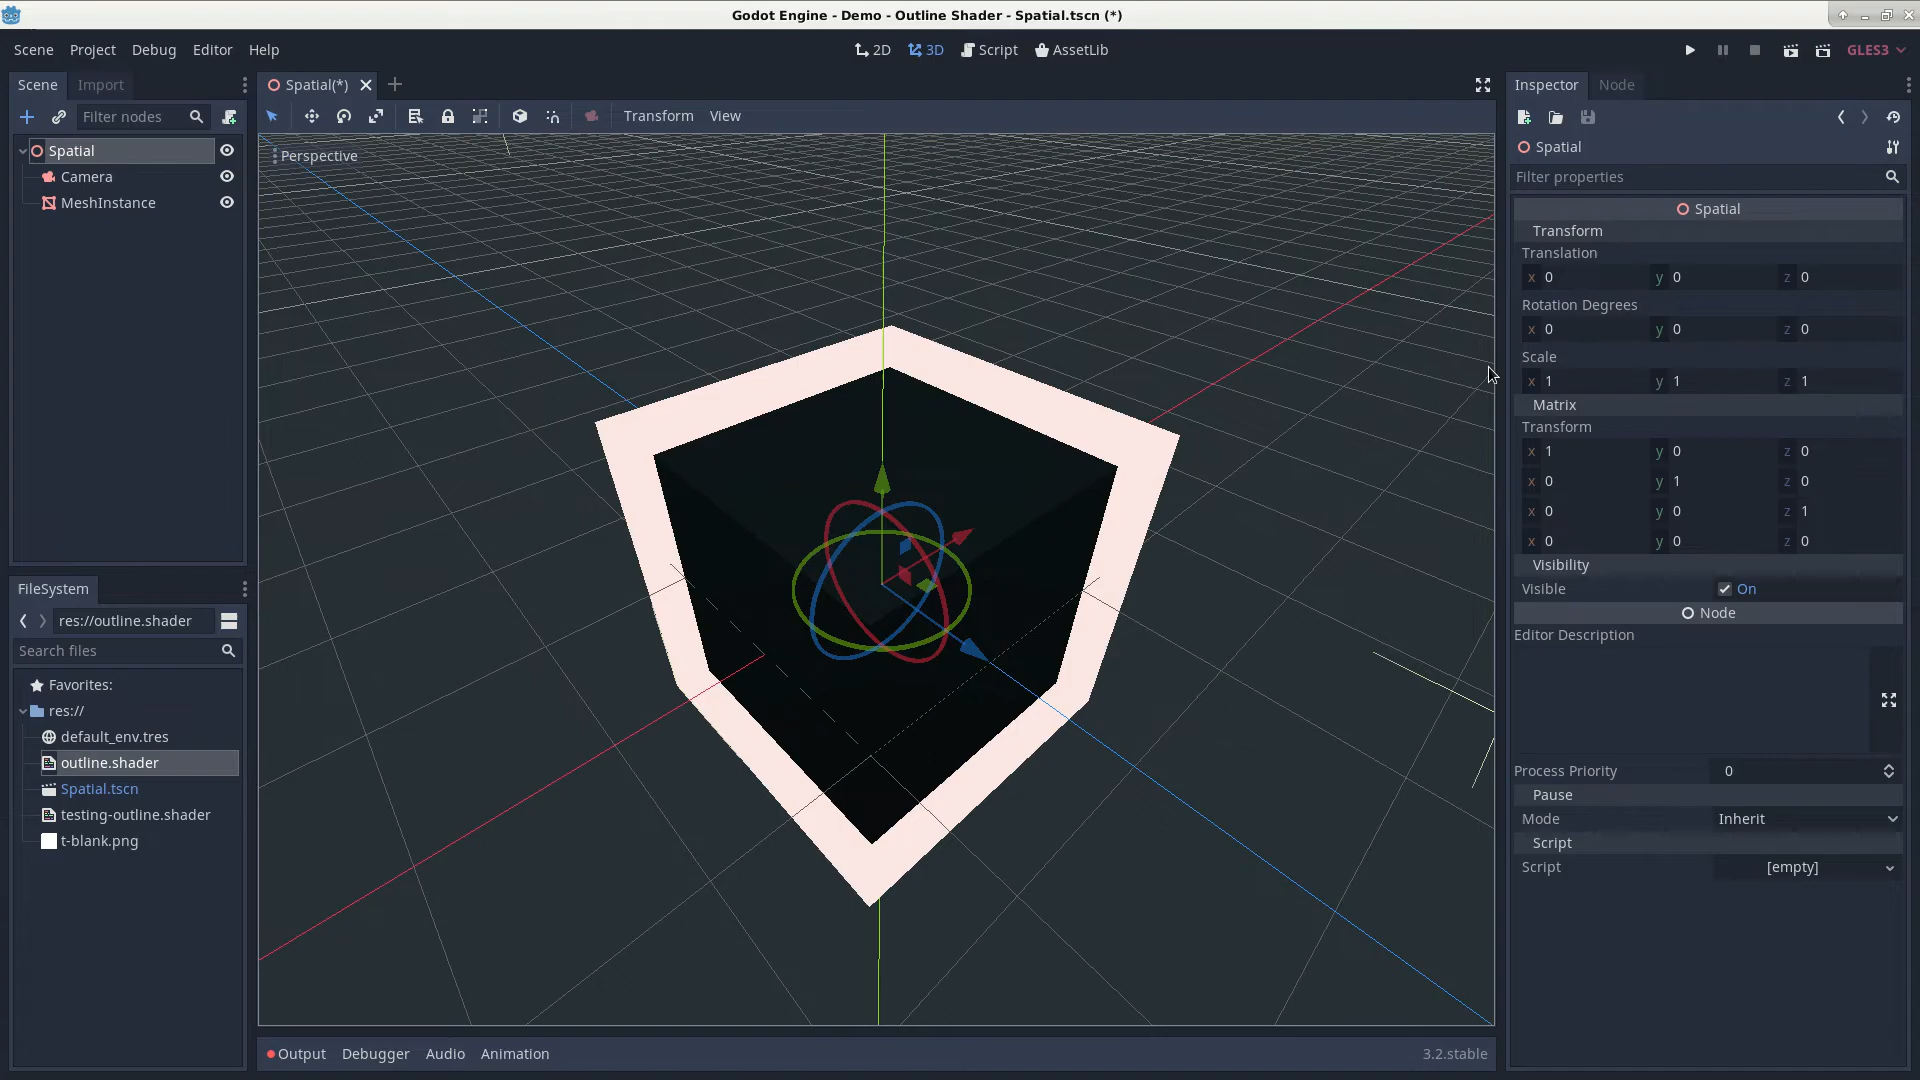 Godot Engine - Demo - Outline Shader - Spatial.tscn (*)
Scene Project Debug Editor Help
2D 3D Script AssetLib
GLES3
Scene Import
Filter nodes
Spatial
Camera
MeshInstance
FileSystem
res://outline.shader
Search files
Favorites:
res://
default_env.tres
outline.shader
Spatial.tscn
testing-outline.shader
t-blank.png
Spatial(*)
Transform View
Perspective
Output Debugger Audio Animation
3.2.stable
Inspector Node
Spatial
Filter properties
Spatial
Transform
Translation
x 0 y 0 z 0
Rotation Degrees
x 0 y 0 z 0
Scale
x 1 y 1 z 1
Matrix
Transform
x 1 y 0 z 0
x 0 y 1 z 0
x 0 y 0 z 1
x 0 y 0 z 0
Visibility
Visible On
Node
Editor Description
Process Priority 0
Pause
Mode Inherit
Script
Script [empty]